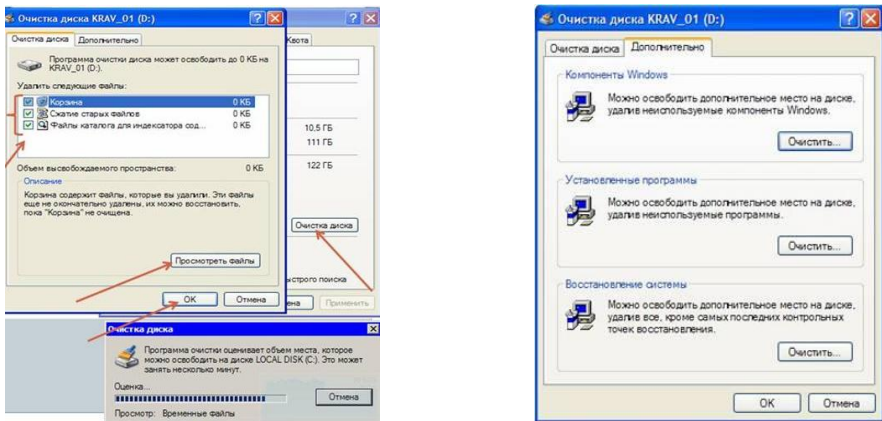 Очистка диска KRAV_01 (D:)
Очистка диска
Дополнительно
Квота
Программа очистки диска может освободить до 0 КБ на
KRAV_01 (D:).
Удалить следующие файлы:
Корзина 0 КБ
Сжатие старых файлов 0 КБ
Файлы каталога для индексатора сод... 0 КБ
Объем высвобождаемого пространства: 0 КБ
Описание
Корзина содержит файлы, которые вы удалили. Эти файлы
еще не окончательно удалены, их можно восстановить,
пока "Корзина" не очищена.
Просмотреть файлы
OK
Отмена
10,5 ГБ
111 ГБ
122 ГБ
Очистка диска
ыстрого поиска
ена
Применить
Очистка диска
Программа очистки оценивает объем места, которое
можно освободить на диске LOCAL DISK (C:). Это может
занять несколько минут.
Оценка...
Отмена
Просмотр: Временные файлы
Очистка диска KRAV_01 (D:)
Очистка диска
Дополнительно
Компоненты Windows
Можно освободить дополнительное место на диске,
удалив неиспользуемые компоненты Windows.
Очистить...
Установленные программы
Можно освободить дополнительное место на диске,
удалив неиспользуемые программы.
Очистить...
Восстановление системы
Можно освободить дополнительное место на диске,
удалив все, кроме самых последних контрольных
точек восстановления.
Очистить...
OK
Отмена